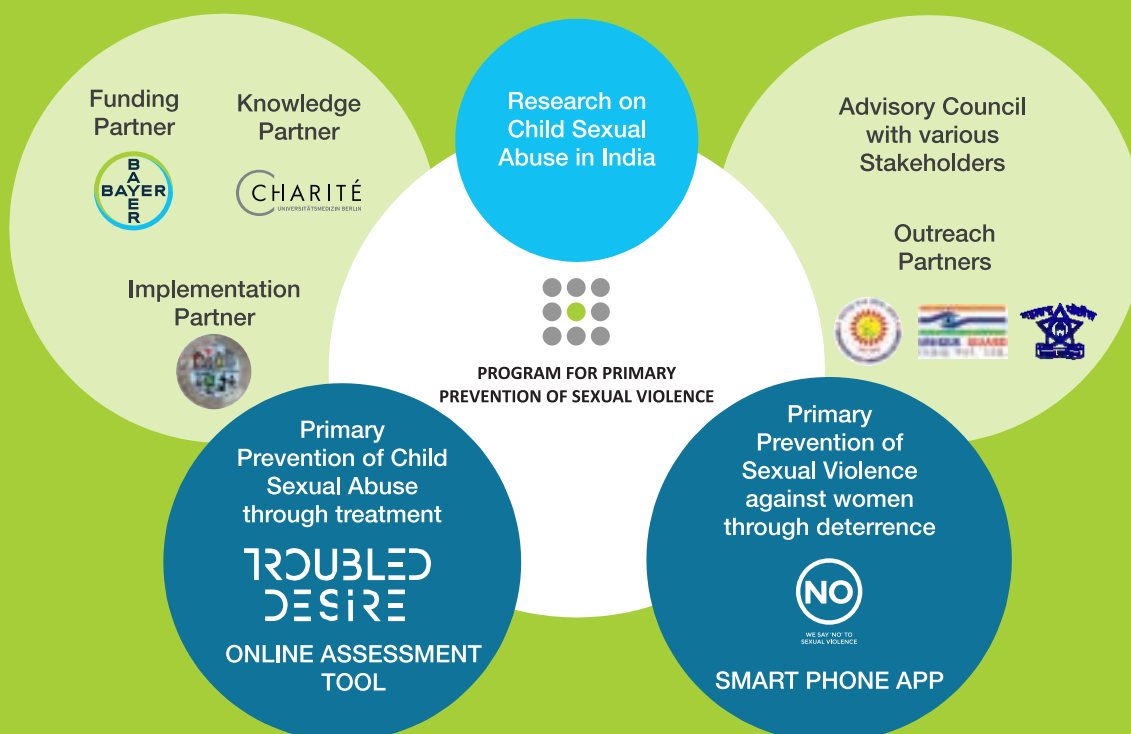 Funding
Partner
BAYER
BAYER
Knowledge
Partner
CHARITÉ
UNIVERSITÄTSMEDIZIN BERLIN
Implementation
Partner
Research on
Child Sexual
Abuse in India
Advisory Council
with various
Stakeholders
Outreach
Partners
PROGRAM FOR PRIMARY
PREVENTION OF SEXUAL VIOLENCE
Primary
Prevention of Child
Sexual Abuse
through treatment
TROUBLED
DESiRE
ONLINE ASSESSMENT
TOOL
Primary
Prevention of
Sexual Violence
against women
through deterrence
NO
WE SAY 'NO' TO
SEXUAL VIOLENCE
SMART PHONE APP